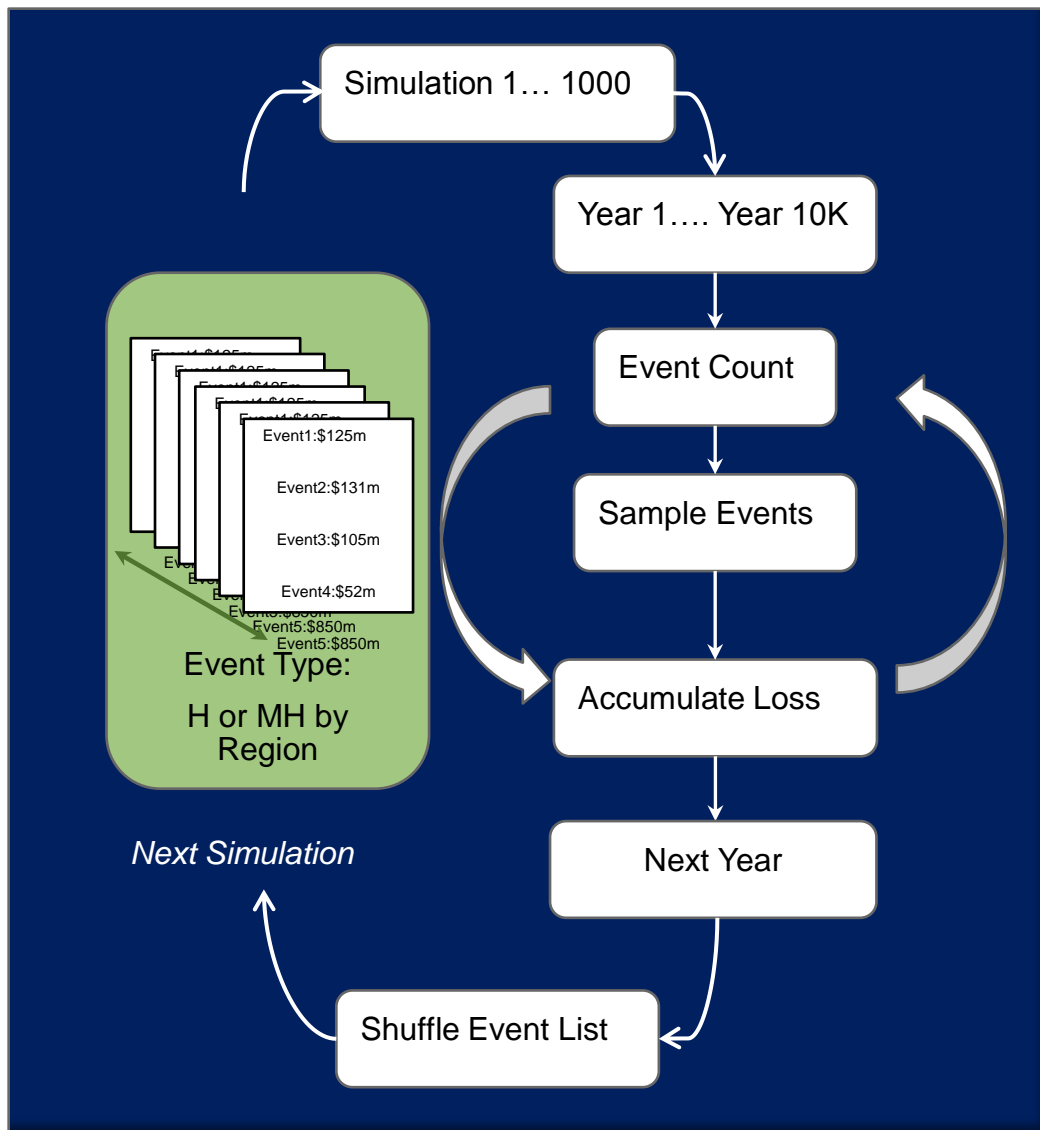 Simulation 1… 1000
Year 1…. Year 10K
Event Count
Sample Events
Accumulate Loss
Next Year
Shuffle Event List
Next Simulation
Event1:$125m
Event2:$131m
Event3:$105m
Event4:$52m
Event5:$850m
Event5:$850m
Event Type:
H or MH by
Region